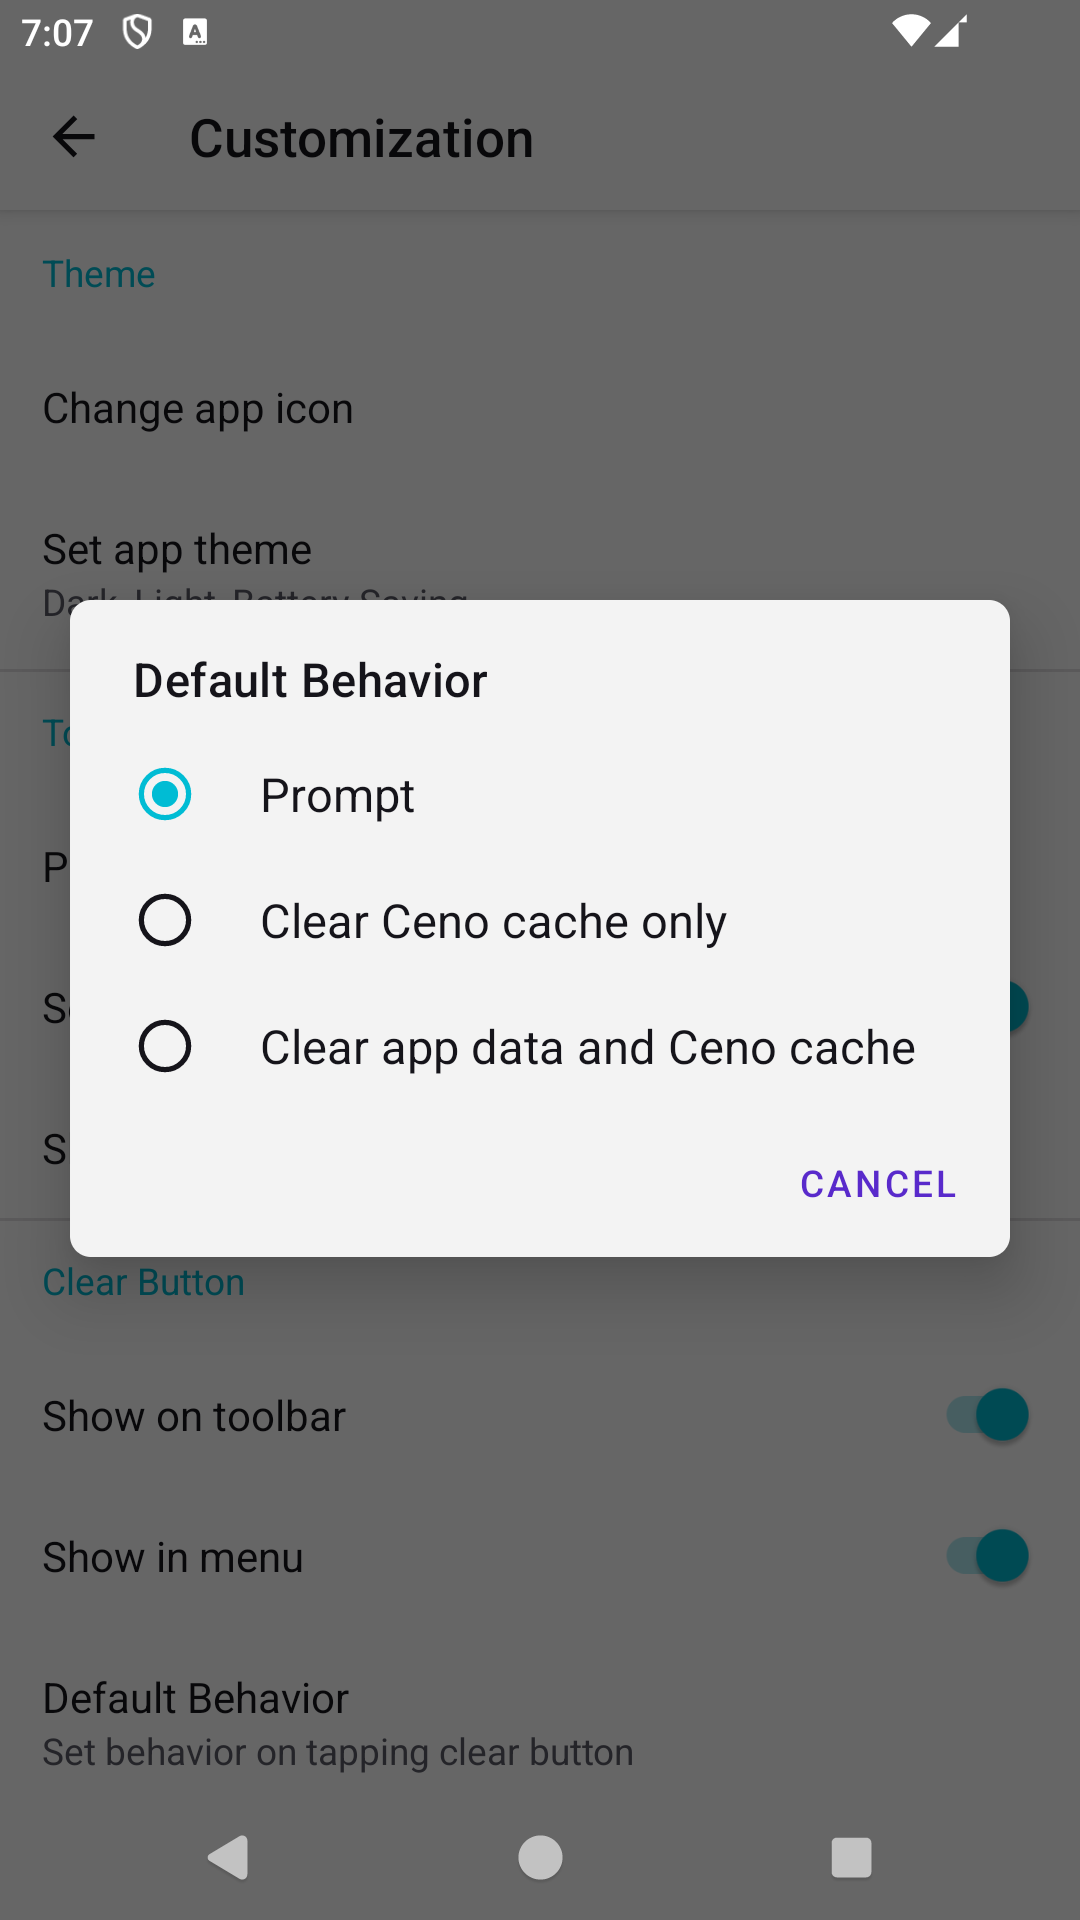 7:07
Customization
Theme
Change app icon
Set app theme
Dark, Light, Battery Saving
Default Behavior
Prompt
Clear Ceno cache only
Clear app data and Ceno cache
CANCEL
Clear Button
Show on toolbar
Show in menu
Default Behavior
Set behavior on tapping clear button